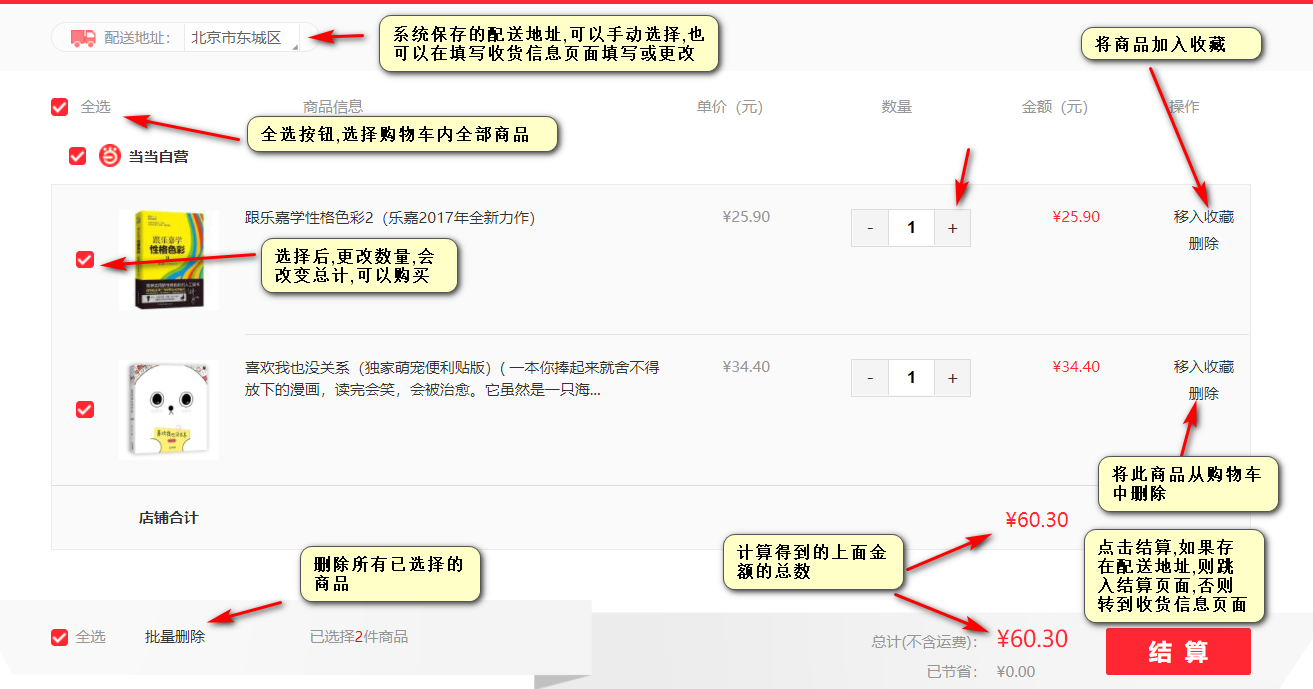 配送地址： 北京市东城区
系统保存的配送地址,可以手动选择,也
可以在填写收货信息页面填写或更改
将商品加入收藏
全选 商品信息 单价（元） 数量 金额（元） 操作
全选按钮,选择购物车内全部商品
当当自营
跟乐嘉学
性格色彩
跟乐嘉学性格色彩2（乐嘉2017年全新力作） ¥25.90 - 1 + ¥25.90 移入收藏
删除
选择后,更改数量,会
改变总计,可以购买
喜欢我也没关系（独家萌宠便利贴版）( 一本你捧起来就舍不得 ¥34.40 - 1 + ¥34.40 移入收藏
放下的漫画，读完会笑，会被治愈。它虽然是一只海... 删除
将此商品从购物车
中删除
店铺合计 ¥60.30
计算得到的上面金
额的总数
点击结算,如果存
在配送地址,则跳
入结算页面,否则
转到收货信息页面
删除所有已选择的
商品
全选 批量删除 已选择2件商品 总计(不含运费)： ¥60.30 结 算
已节省： ¥0.00